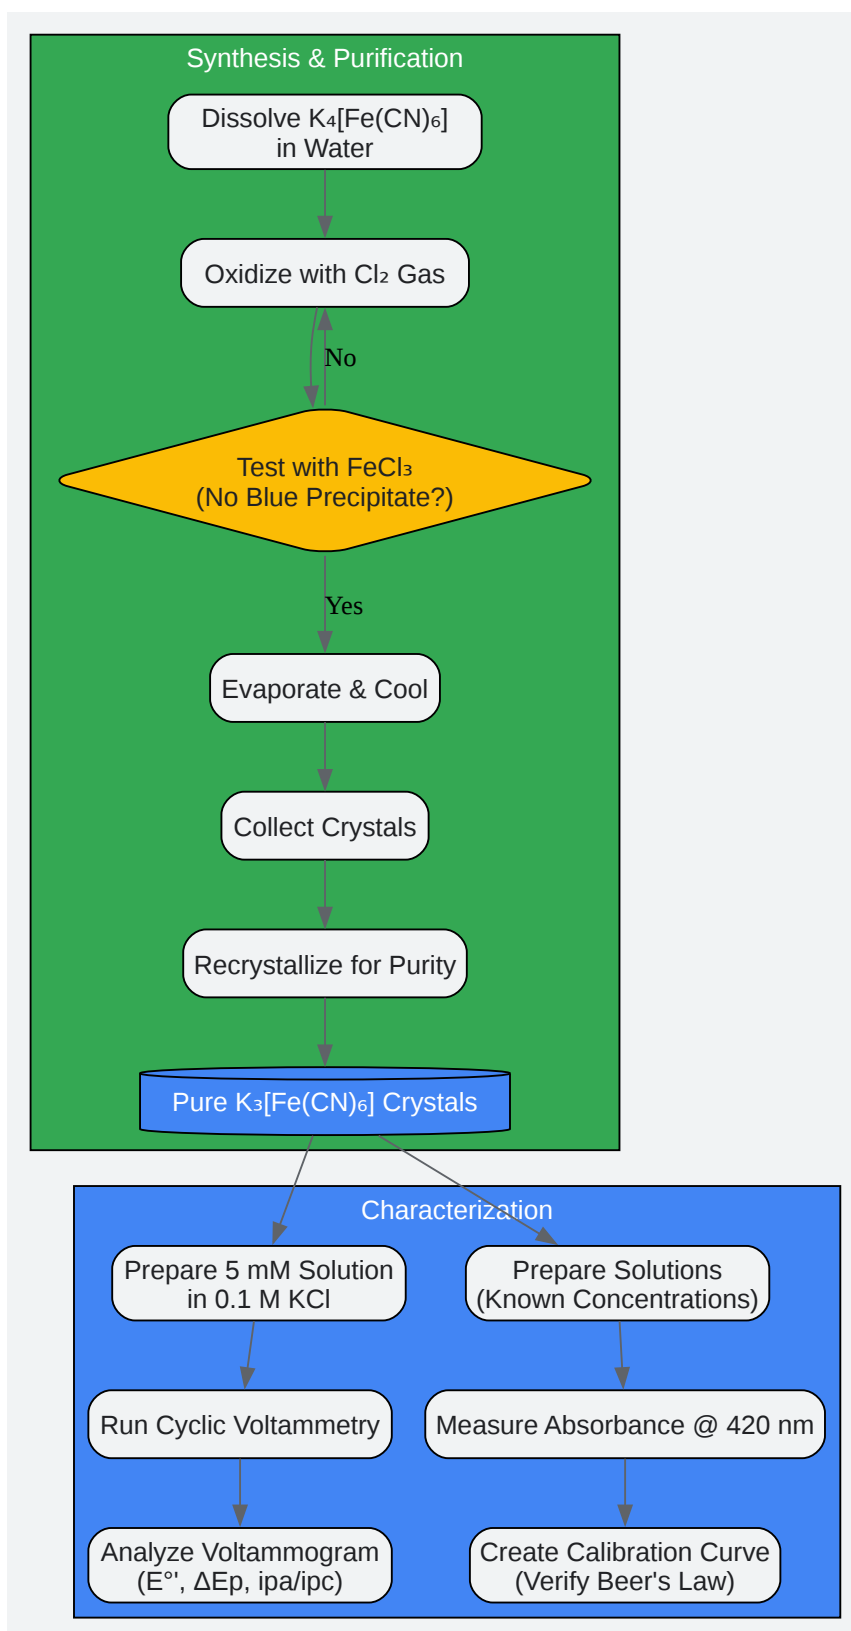 Synthesis & Purification
Dissolve K₄[Fe(CN)₆]
in Water
Oxidize with Cl₂ Gas
No
Test with FeCl₃
(No Blue Precipitate?)
Yes
Evaporate & Cool
Collect Crystals
Recrystallize for Purity
Pure K₃[Fe(CN)₆] Crystals
Characterization
Prepare 5 mM Solution
in 0.1 M KCl
Run Cyclic Voltammetry
Analyze Voltammogram
(E°', ΔEp, ipa/ipc)
Prepare Solutions
(Known Concentrations)
Measure Absorbance @ 420 nm
Create Calibration Curve
(Verify Beer's Law)